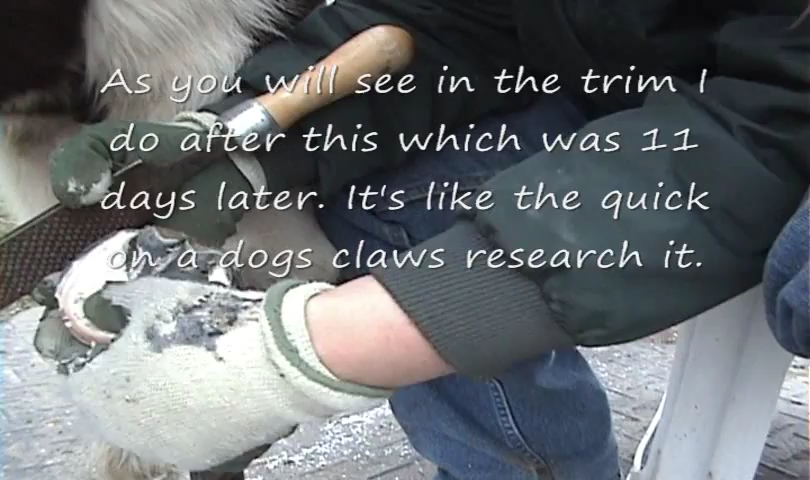 As you will see in the trim I
do after this which was 11
days later. It's like the quick
on a dogs claws research it.